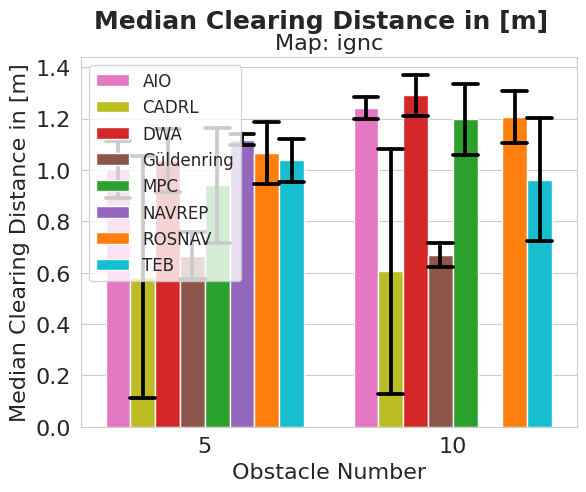 Median Clearing Distance in [m]
Map: ignc
Median Clearing Distance in [m]
1.4
1.2
1.0
0.8
0.6
0.4
0.2
0.0
AIO
CADRL
DWA
Güldenring
MPC
NAVREP
ROSNAV
TEB
5
10
Obstacle Number